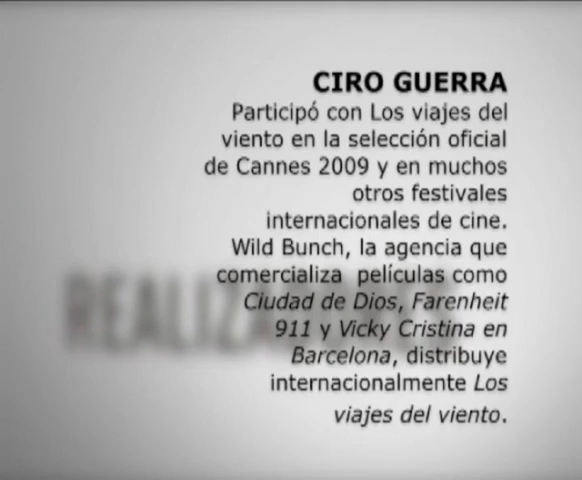 CIRO GUERRA
Participó con Los viajes del
viento en la selección oficial
de Cannes 2009 y en muchos
otros festivales
internacionales de cine.
Wild Bunch, la agencia que
comercializa películas como
Ciudad de Dios, Farenheit
911 y Vicky Cristina en
Barcelona, distribuye
internacionalmente Los
viajes del viento.